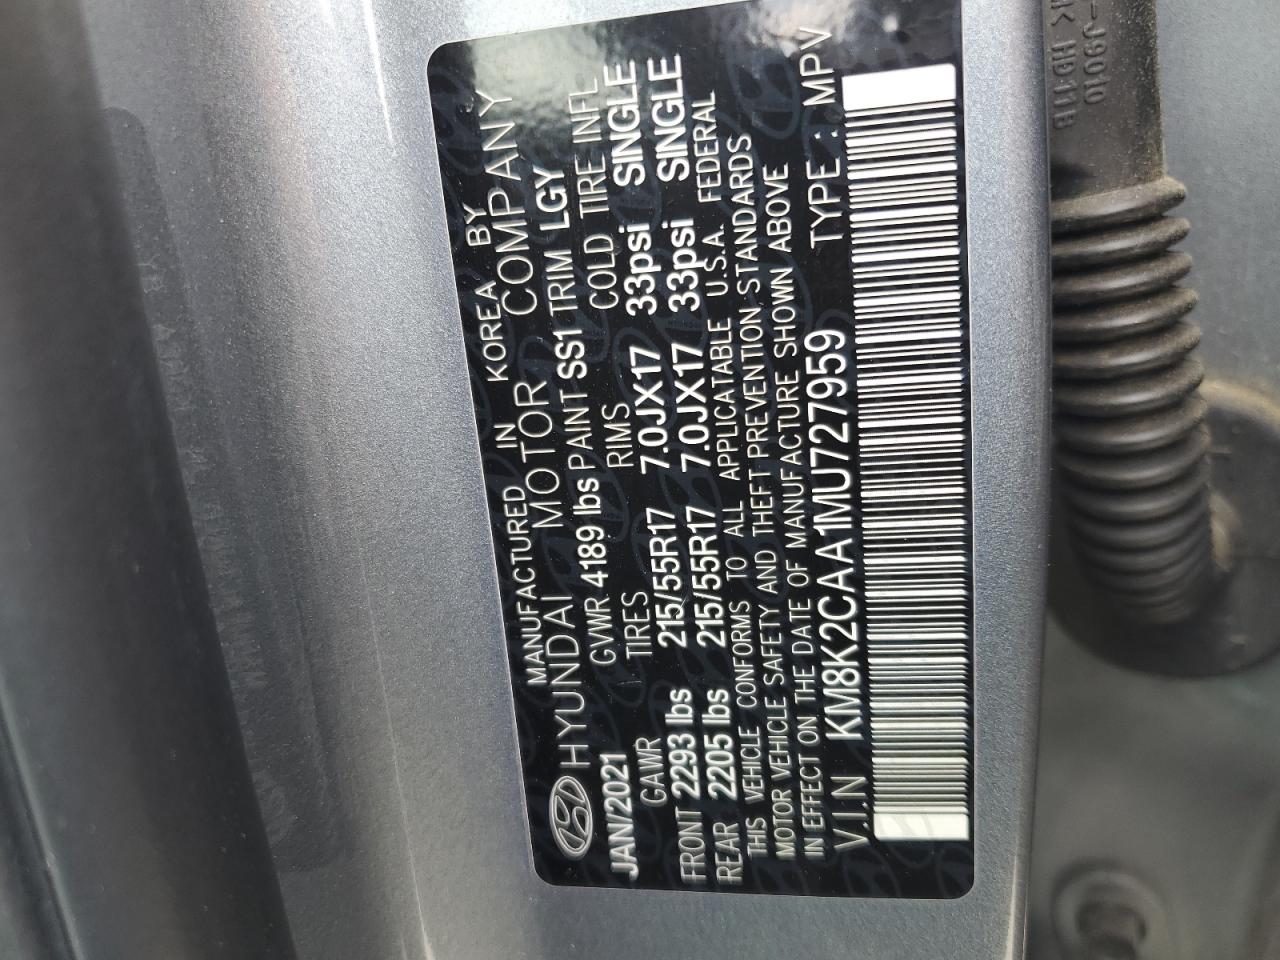 MANUFACTURED IN KOREA BY
HYUNDAI MOTOR COMPANY
JAN/2021 GVWR 4189 lbs PAINT SS1 TRIM LGY
GAWR TIRES RIMS COLD TIRE INFL
FRONT 2293 lbs 215/55R17 7.0JX17 33psi SINGLE
REAR 2205 lbs 215/55R17 7.0JX17 33psi SINGLE
THIS VEHICLE CONFORMS TO ALL APPLICATABLE U.S.A. FEDERAL
MOTOR VEHICLE SAFETY AND THEFT PREVENTION STANDARDS
IN EFFECT ON THE DATE OF MANUFACTURE SHOWN ABOVE
V.I.N KM8K2CAA1MU727959 TYPE : MPV
-J9010
HD11B